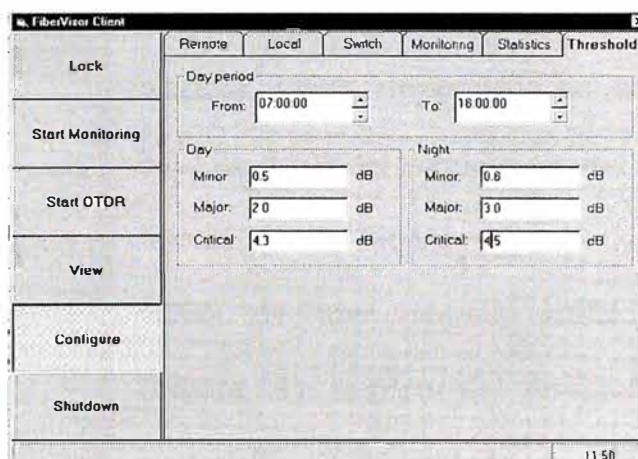 FiberVisor Client
Lock
Start Monitoring
Start OTDR
View
Configure
Shutdown
Remote Local Switch Monitoring Statistics Threshold
Day period
From: 07:00:00 To: 18:00:00
Day
Minor: 0.5 dB
Major: 2.0 dB
Critical: 4.3 dB
Night
Minor: 0.8 dB
Major: 3.0 dB
Critical: 4.5 dB
11:50